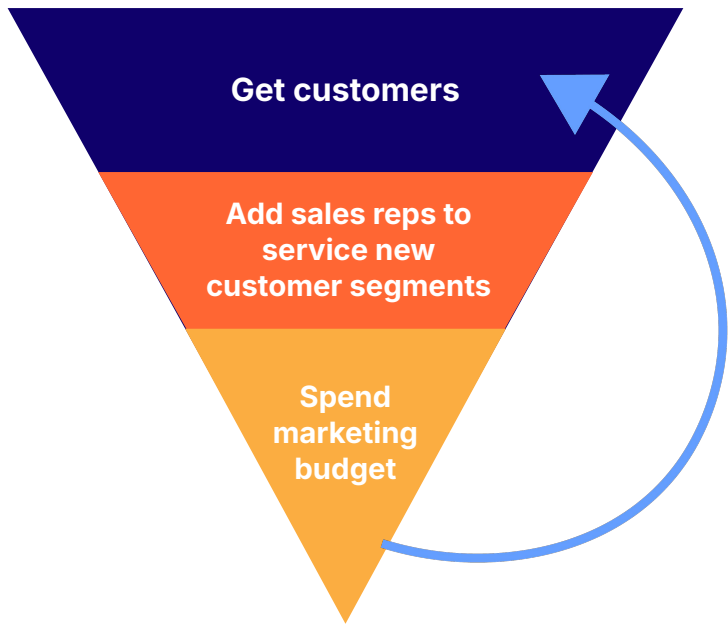 Get customers
Add sales reps to
service new
customer segments
Spend
marketing
budget